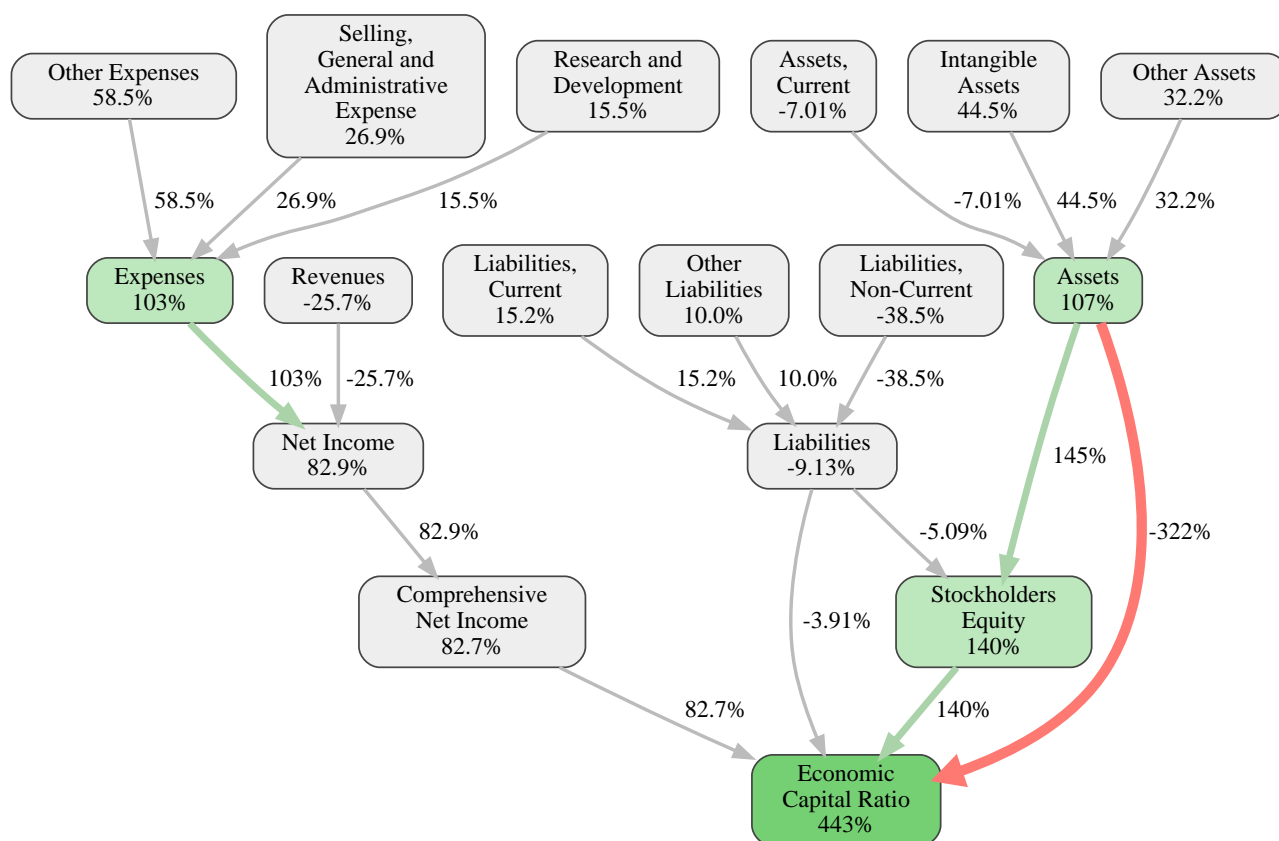 Other Expenses
58.5%
Selling,
General and
Administrative
Expense
26.9%
Research and
Development
15.5%
Assets,
Current
-7.01%
Intangible
Assets
44.5%
Other Assets
32.2%
58.5%
26.9%
15.5%
-7.01%
44.5%
32.2%
Expenses
103%
Revenues
-25.7%
Liabilities,
Current
15.2%
Other
Liabilities
10.0%
Liabilities,
Non-Current
-38.5%
Assets
107%
103%
-25.7%
15.2%
10.0%
-38.5%
Net Income
82.9%
Liabilities
-9.13%
145%
82.9%
-5.09%
-322%
Comprehensive
Net Income
82.7%
-3.91%
Stockholders
Equity
140%
82.7%
140%
Economic
Capital Ratio
443%